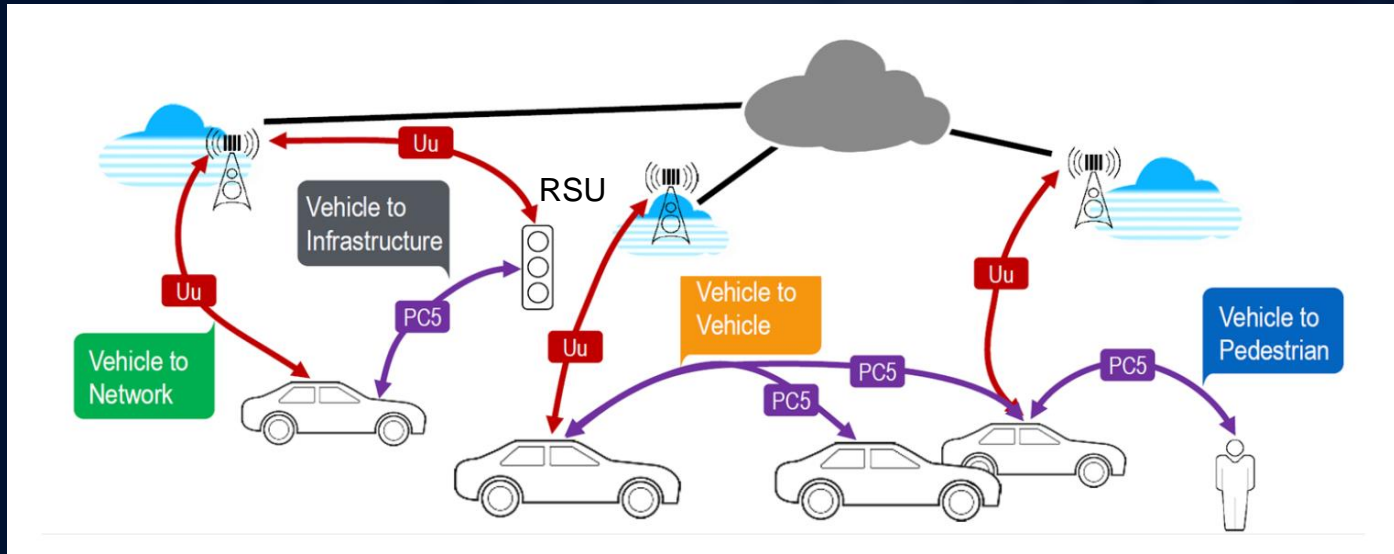 Uu
RSU
Vehicle to
Infrastructure
Uu
PC5
Vehicle to
Network
Uu
Vehicle to
Vehicle
PC5
PC5
Uu
PC5
Vehicle to
Pedestrian